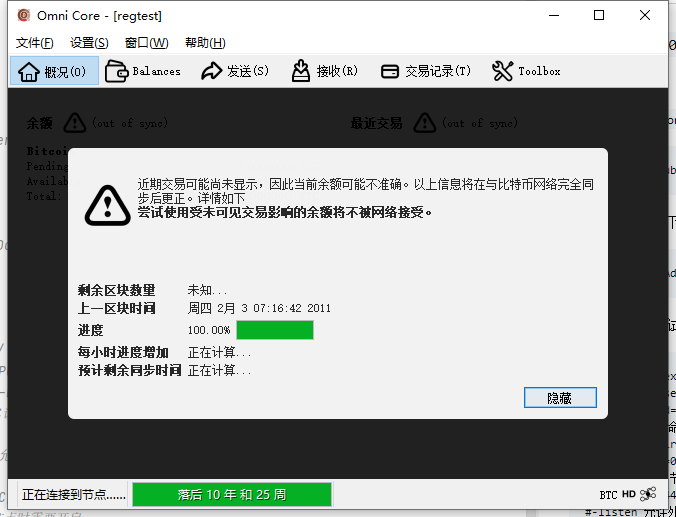 Omni Core - [regtest]
文件(F) 设置(S) 窗口(W) 帮助(H)
概况(O) Balances 发送(S) 接收(R) 交易记录(T) Toolbox
余额 (out of sync) 最近交易 (out of sync)
Bitcoi
Pending
Availab
Total:
近期交易可能尚未显示，因此当前余额可能不准确。以上信息将在与比特币网络完全同
步后更正。详情如下
尝试使用受未可见交易影响的余额将不被网络接受。
剩余区块数量 未知...
上一区块时间 周四 2月 3 07:16:42 2011
进度 100.00%
每小时进度增加 正在计算...
预计剩余同步时间 正在计算...
隐藏
正在连接到节点...... 落后 10 年 和 25 周 BTC HD
#-listen 允许外